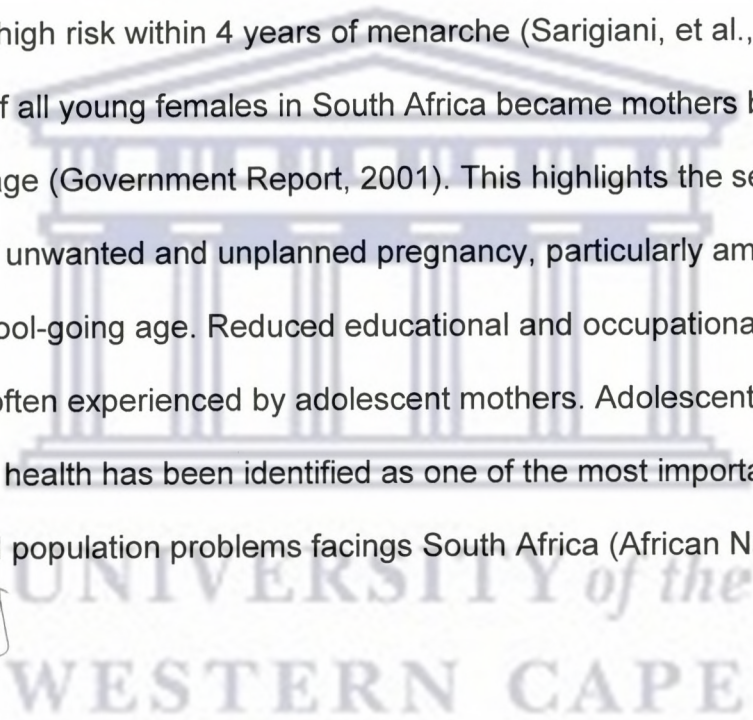 high risk within 4 years of menarche (Sarigiani, et al.,
f all young females in South Africa became mothers b
ge (Government Report, 2001). This highlights the se
unwanted and unplanned pregnancy, particularly am
ool-going age. Reduced educational and occupationa
often experienced by adolescent mothers. Adolescent
health has been identified as one of the most importa
population problems facings South Africa (African N
UNIVERSITY of the
WESTERN CAPE